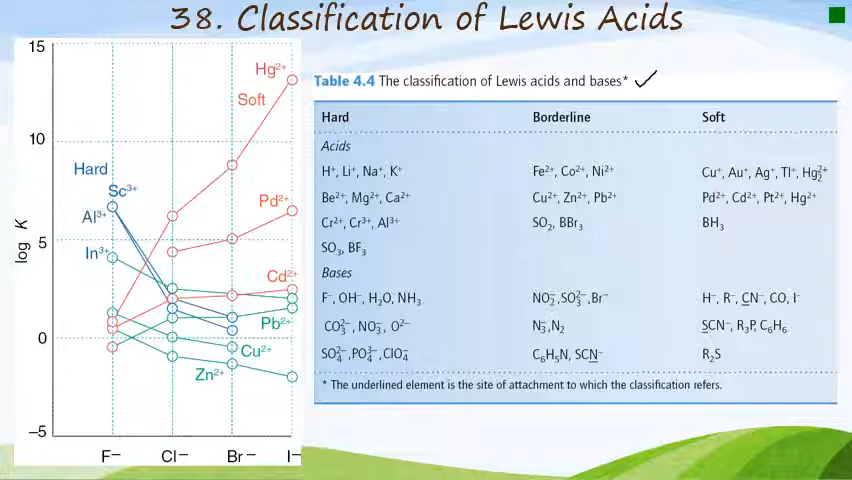 38. Classification of Lewis Acids
15
10
5
0
–5
log K
F–
Cl–
Br–
I–
Hg²⁺
Soft
Hard
Sc³⁺
Pd²⁺
Al³⁺
In³⁺
Cd²⁺
Pb²⁺
Cu²⁺
Zn²⁺
Table 4.4 The classification of Lewis acids and bases*
Hard Borderline Soft
Acids
H⁺, Li⁺, Na⁺, K⁺ Fe²⁺, Co²⁺, Ni²⁺ Cu⁺, Au⁺, Ag⁺, Tl⁺, Hg₂²⁺
Be²⁺, Mg²⁺, Ca²⁺ Cu²⁺, Zn²⁺, Pb²⁺ Pd²⁺, Cd²⁺, Pt²⁺, Hg²⁺
Cr²⁺, Cr³⁺, Al³⁺ SO₂, BBr₃ BH₃
SO₃, BF₃
Bases
F⁻, OH⁻, H₂O, NH₃ NO₂⁻, SO₃²⁻, Br⁻ H⁻, R⁻, CN⁻, CO, I⁻
CO₃²⁻, NO₃⁻, O²⁻ N₃⁻, N₂ SCN⁻, R₃P, C₆H₆
SO₄²⁻, PO₄³⁻, ClO₄⁻ C₆H₅N, SCN⁻ R₂S
* The underlined element is the site of attachment to which the classification refers.